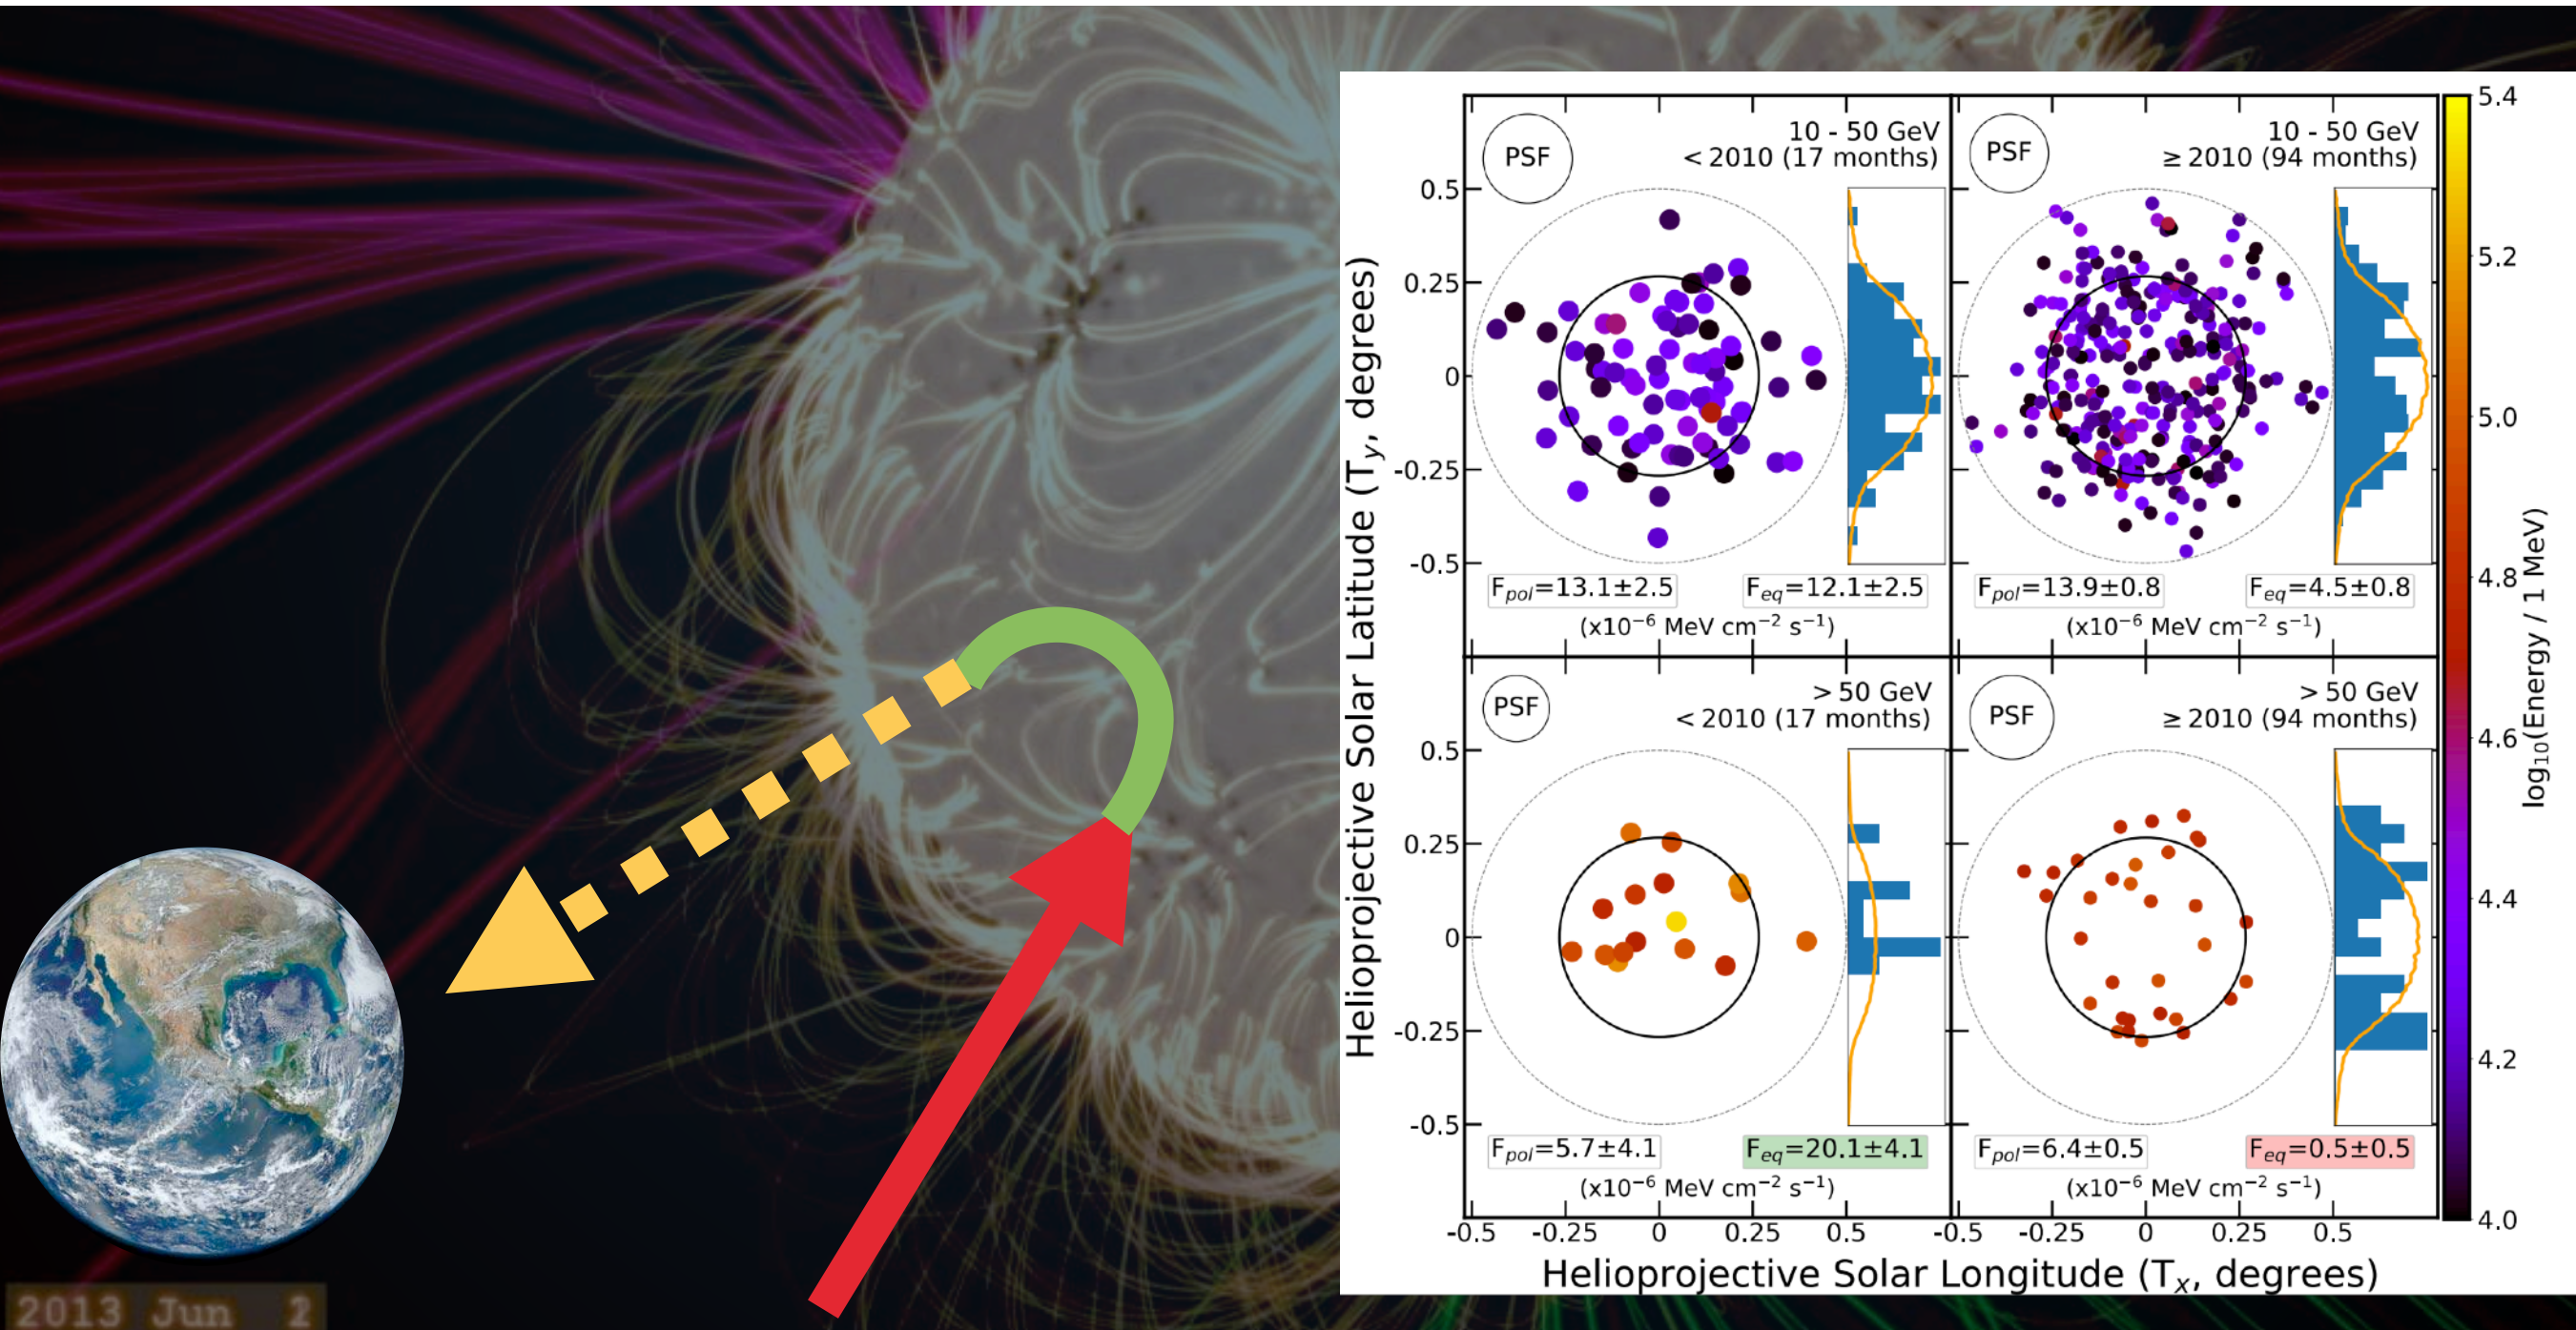 PSF
10 - 50 GeV
< 2010 (17 months)
PSF
10 - 50 GeV
≥ 2010 (94 months)
0.5
0.25
0
-0.25
-0.5
F_pol=13.1±2.5
F_eq=12.1±2.5
(x10⁻⁶ MeV cm⁻² s⁻¹)
F_pol=13.9±0.8
F_eq=4.5±0.8
(x10⁻⁶ MeV cm⁻² s⁻¹)
PSF
> 50 GeV
< 2010 (17 months)
PSF
> 50 GeV
≥ 2010 (94 months)
0.5
0.25
0
-0.25
-0.5
F_pol=5.7±4.1
F_eq=20.1±4.1
(x10⁻⁶ MeV cm⁻² s⁻¹)
F_pol=6.4±0.5
F_eq=0.5±0.5
(x10⁻⁶ MeV cm⁻² s⁻¹)
-0.5 -0.25 0 0.25 0.5 -0.5 -0.25 0 0.25 0.5
Helioprojective Solar Longitude (Tₓ, degrees)
Helioprojective Solar Latitude (T_y, degrees)
5.4
5.2
5.0
4.8
4.6
4.4
4.2
4.0
log₁₀(Energy / 1 MeV)
2013 Jun 2